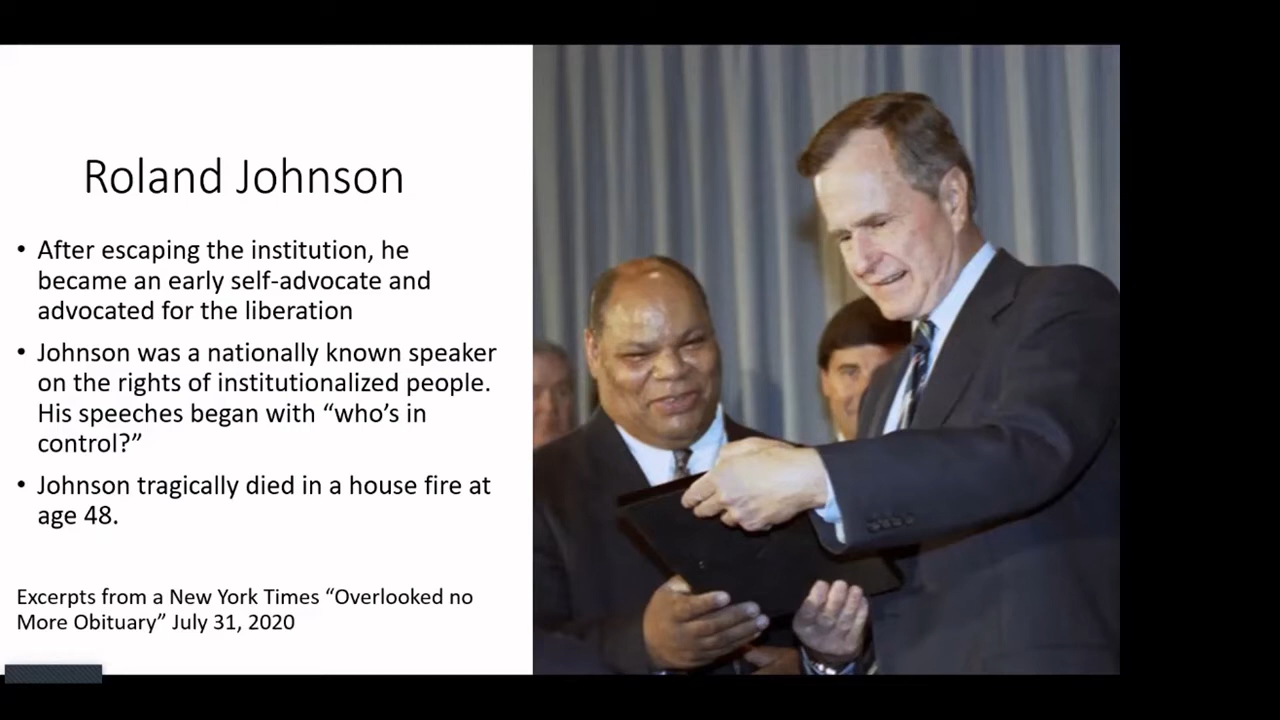 Roland Johnson
• After escaping the institution, he
became an early self-advocate and
advocated for the liberation
• Johnson was a nationally known speaker
on the rights of institutionalized people.
His speeches began with “who’s in
control?”
• Johnson tragically died in a house fire at
age 48.
Excerpts from a New York Times “Overlooked no
More Obituary” July 31, 2020